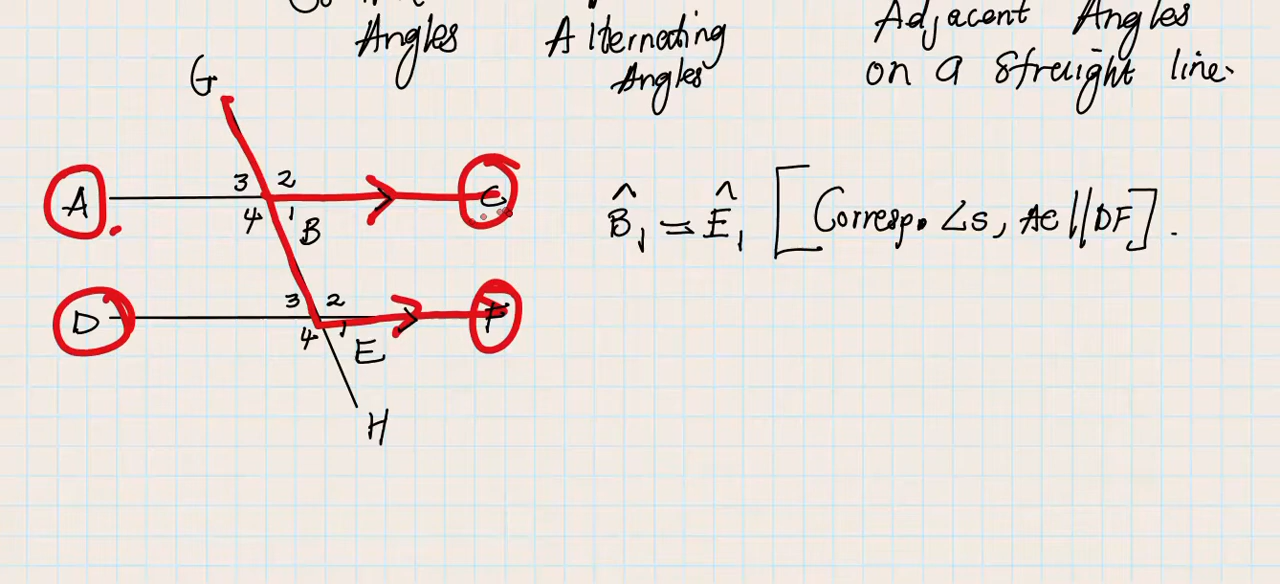 Angles
Alternating
Angles
Adjacent Angles
on a straight line.
G
3 2
A
C
4 1 B
B̂₁ = Ê₁ [Corresp. ∠s, AC||DF].
3 2
D
F
4 1 E
H